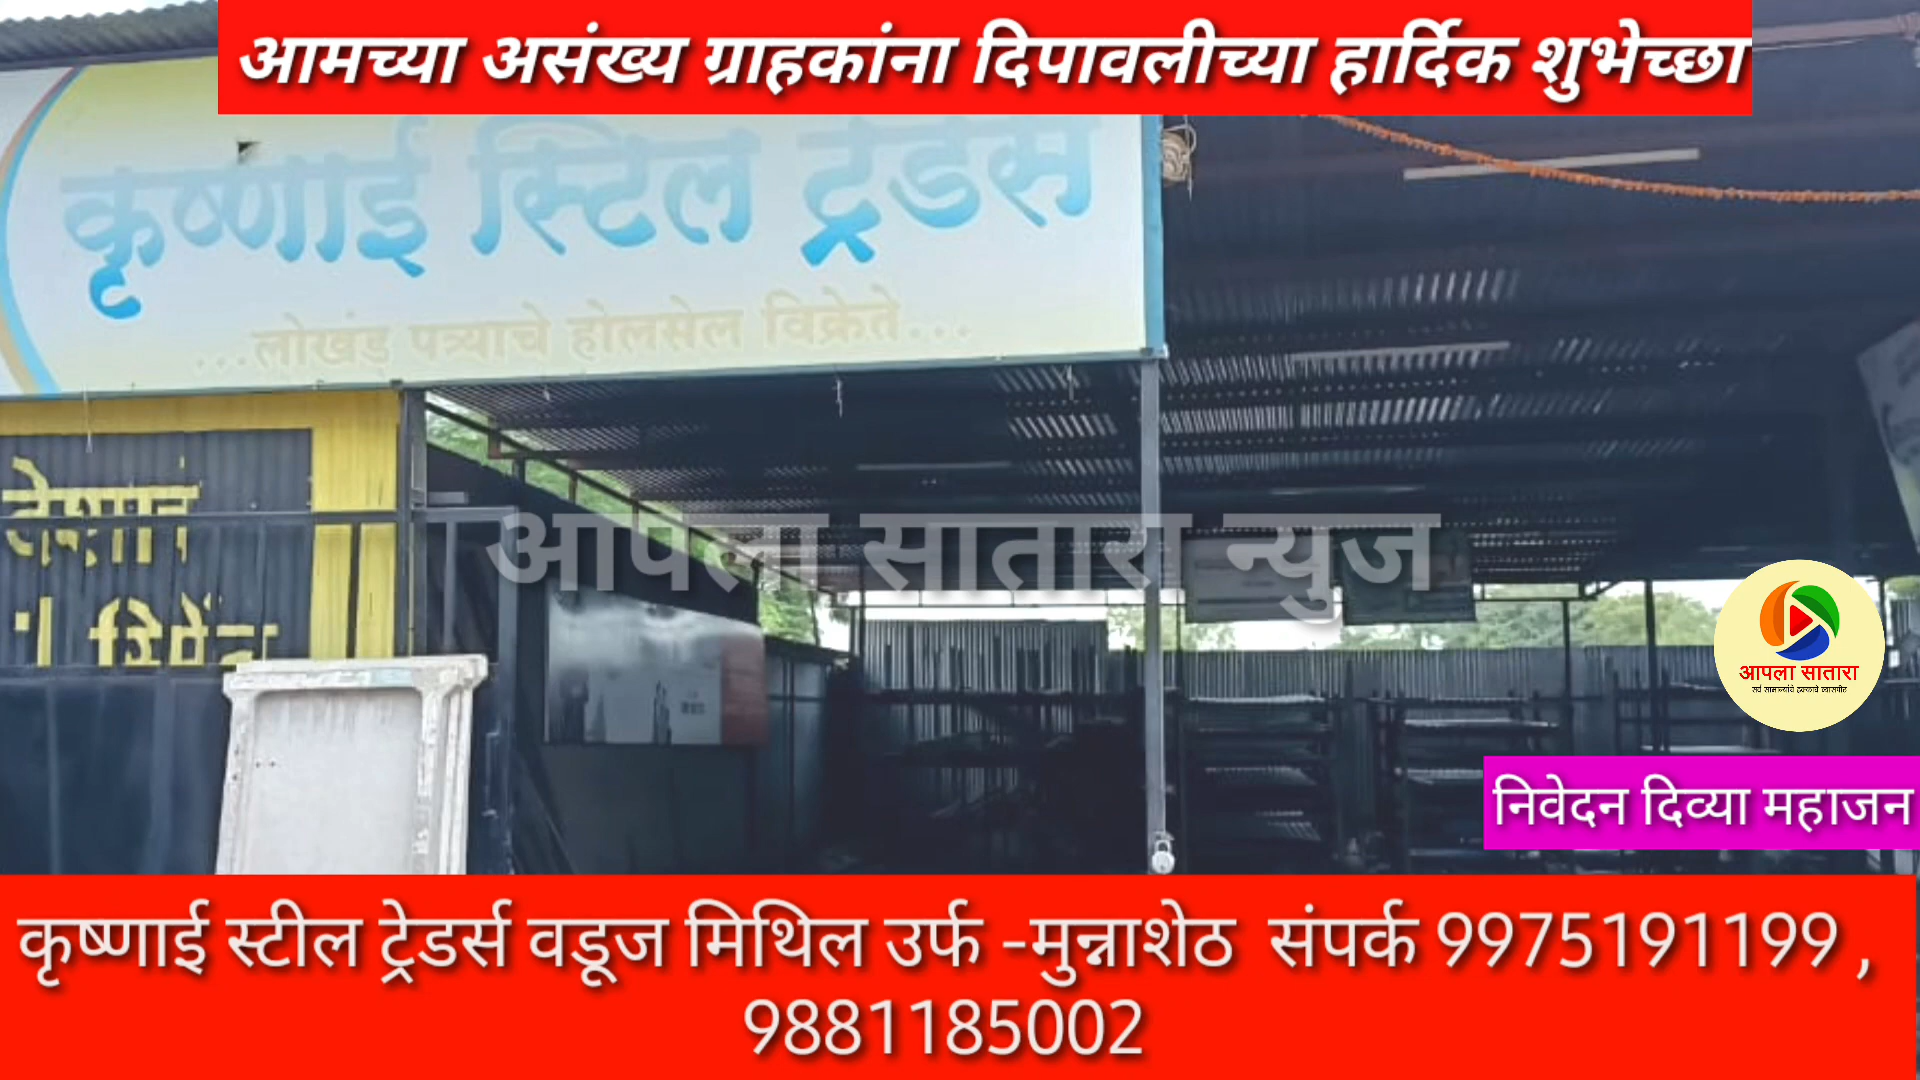 आमच्या असंख्य ग्राहकांना दिपावलीच्या हार्दिक शुभेच्छा
कृष्णाई स्टिल ट्रेडर्स
...लोखंड पत्र्याचे होलसेल विक्रेते...
आपला सातारा न्युज
आपला सातारा
निवेदन दिव्या महाजन
कृष्णाई स्टील ट्रेडर्स वडूज मिथिल उर्फ -मुन्नाशेठ संपर्क 9975191199 ,
9881185002